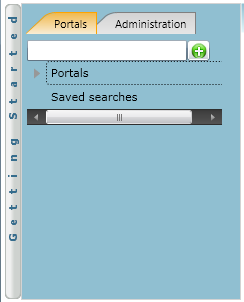 Portals
Administration
Portals
Saved searches
Getting Started